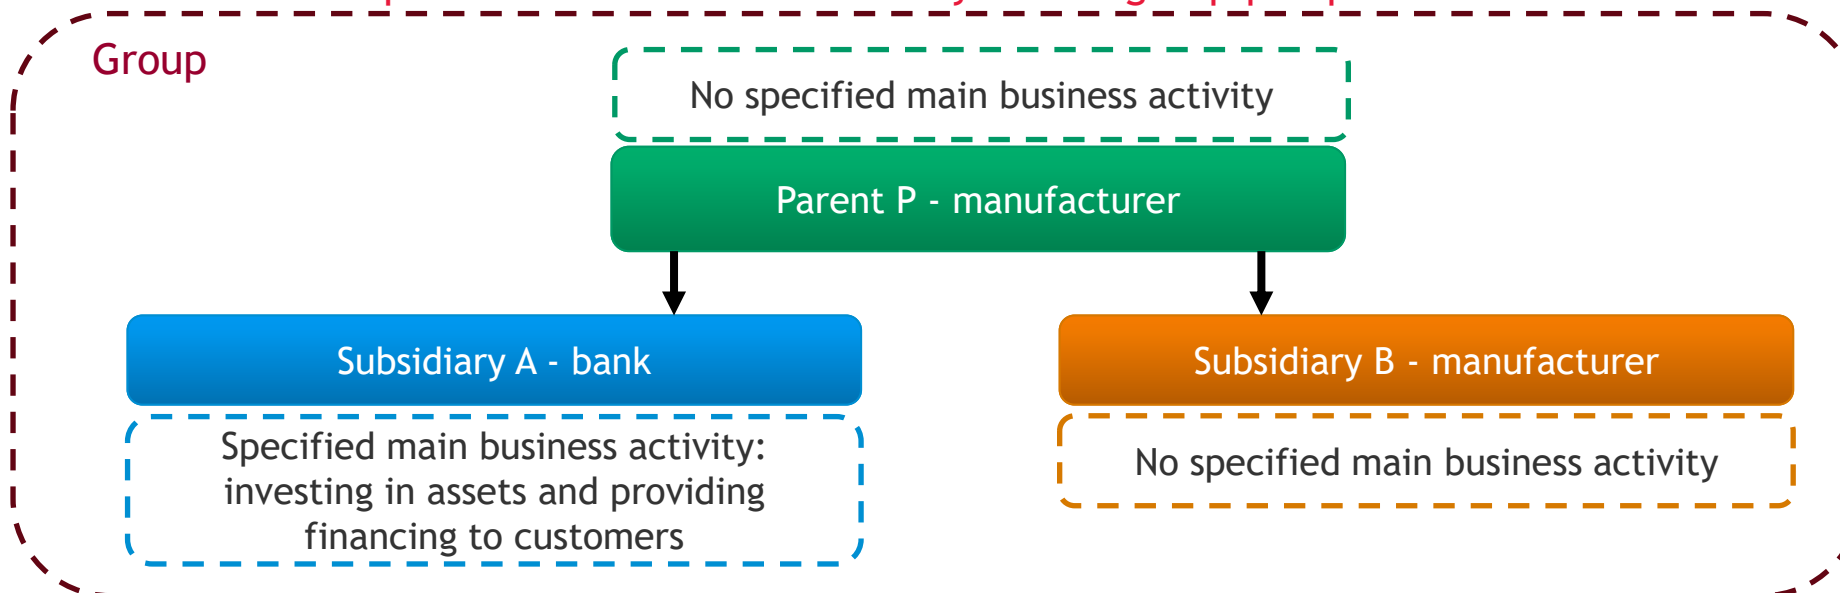 Group
No specified main business activity
Parent P - manufacturer
Subsidiary A - bank
Subsidiary B - manufacturer
Specified main business activity:
investing in assets and providing
financing to customers
No specified main business activity